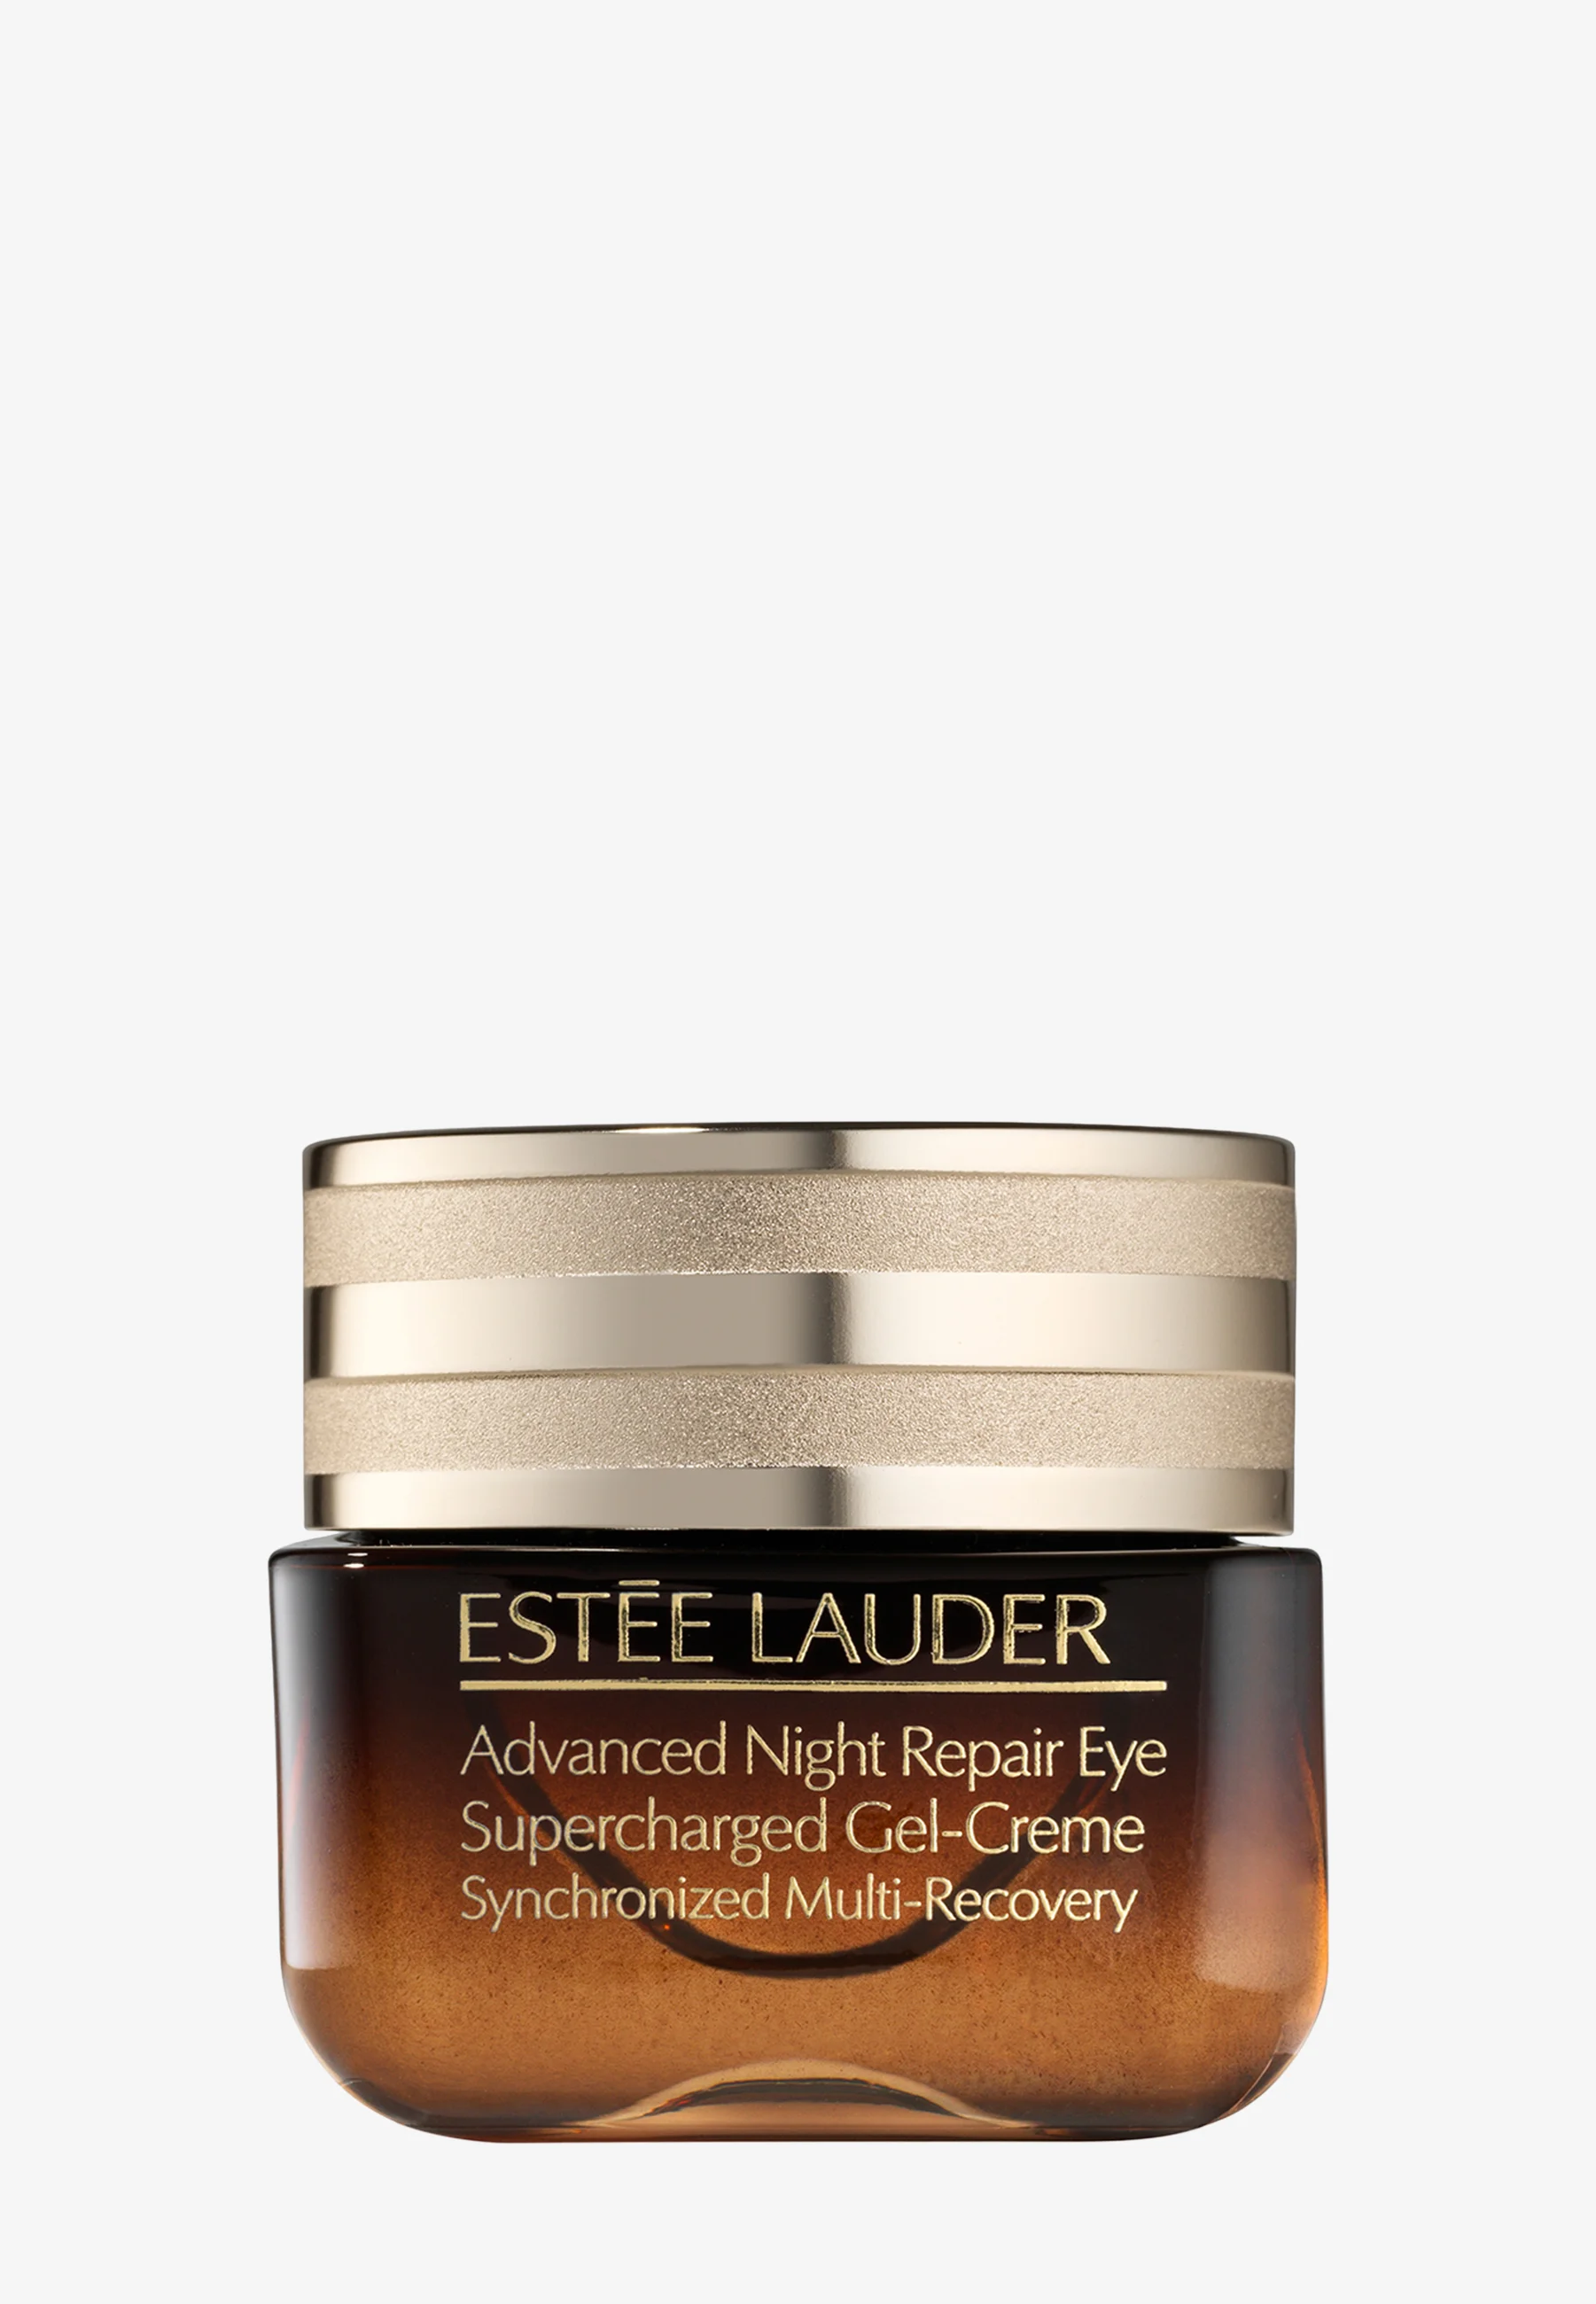 ESTĒE LAUDER
Advanced Night Repair Eye
Supercharged Gel-Creme
Synchronized Multi-Recovery